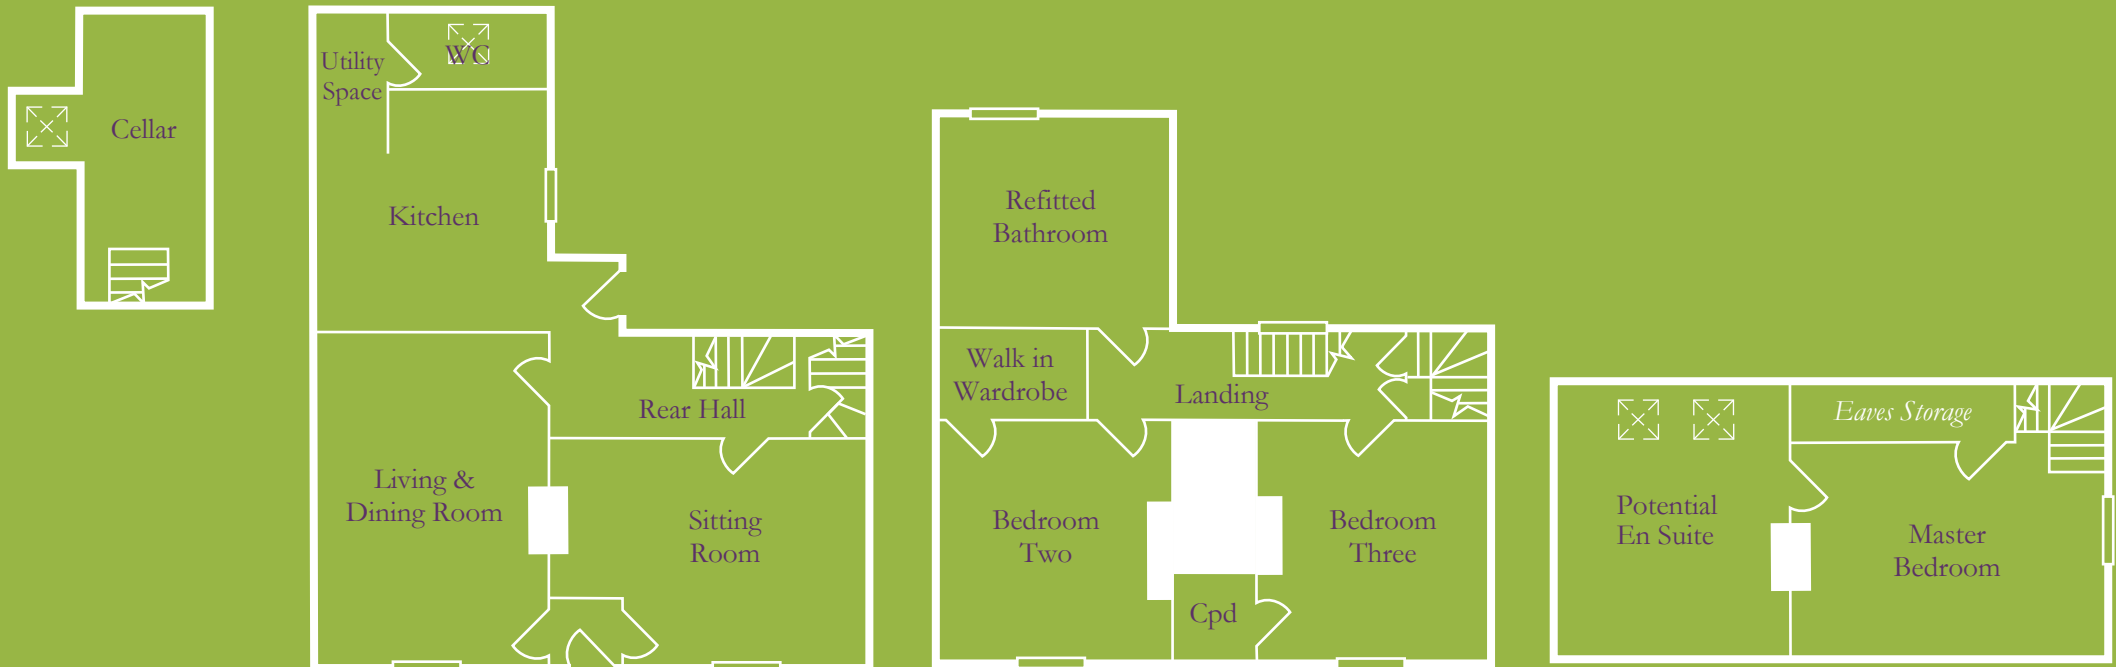 Cellar
Utility
Space
WC
Kitchen
Rear Hall
Living &
Dining Room
Sitting
Room
Refitted
Bathroom
Walk in
Wardrobe
Landing
Bedroom
Two
Bedroom
Three
Cpd
Eaves Storage
Potential
En Suite
Master
Bedroom